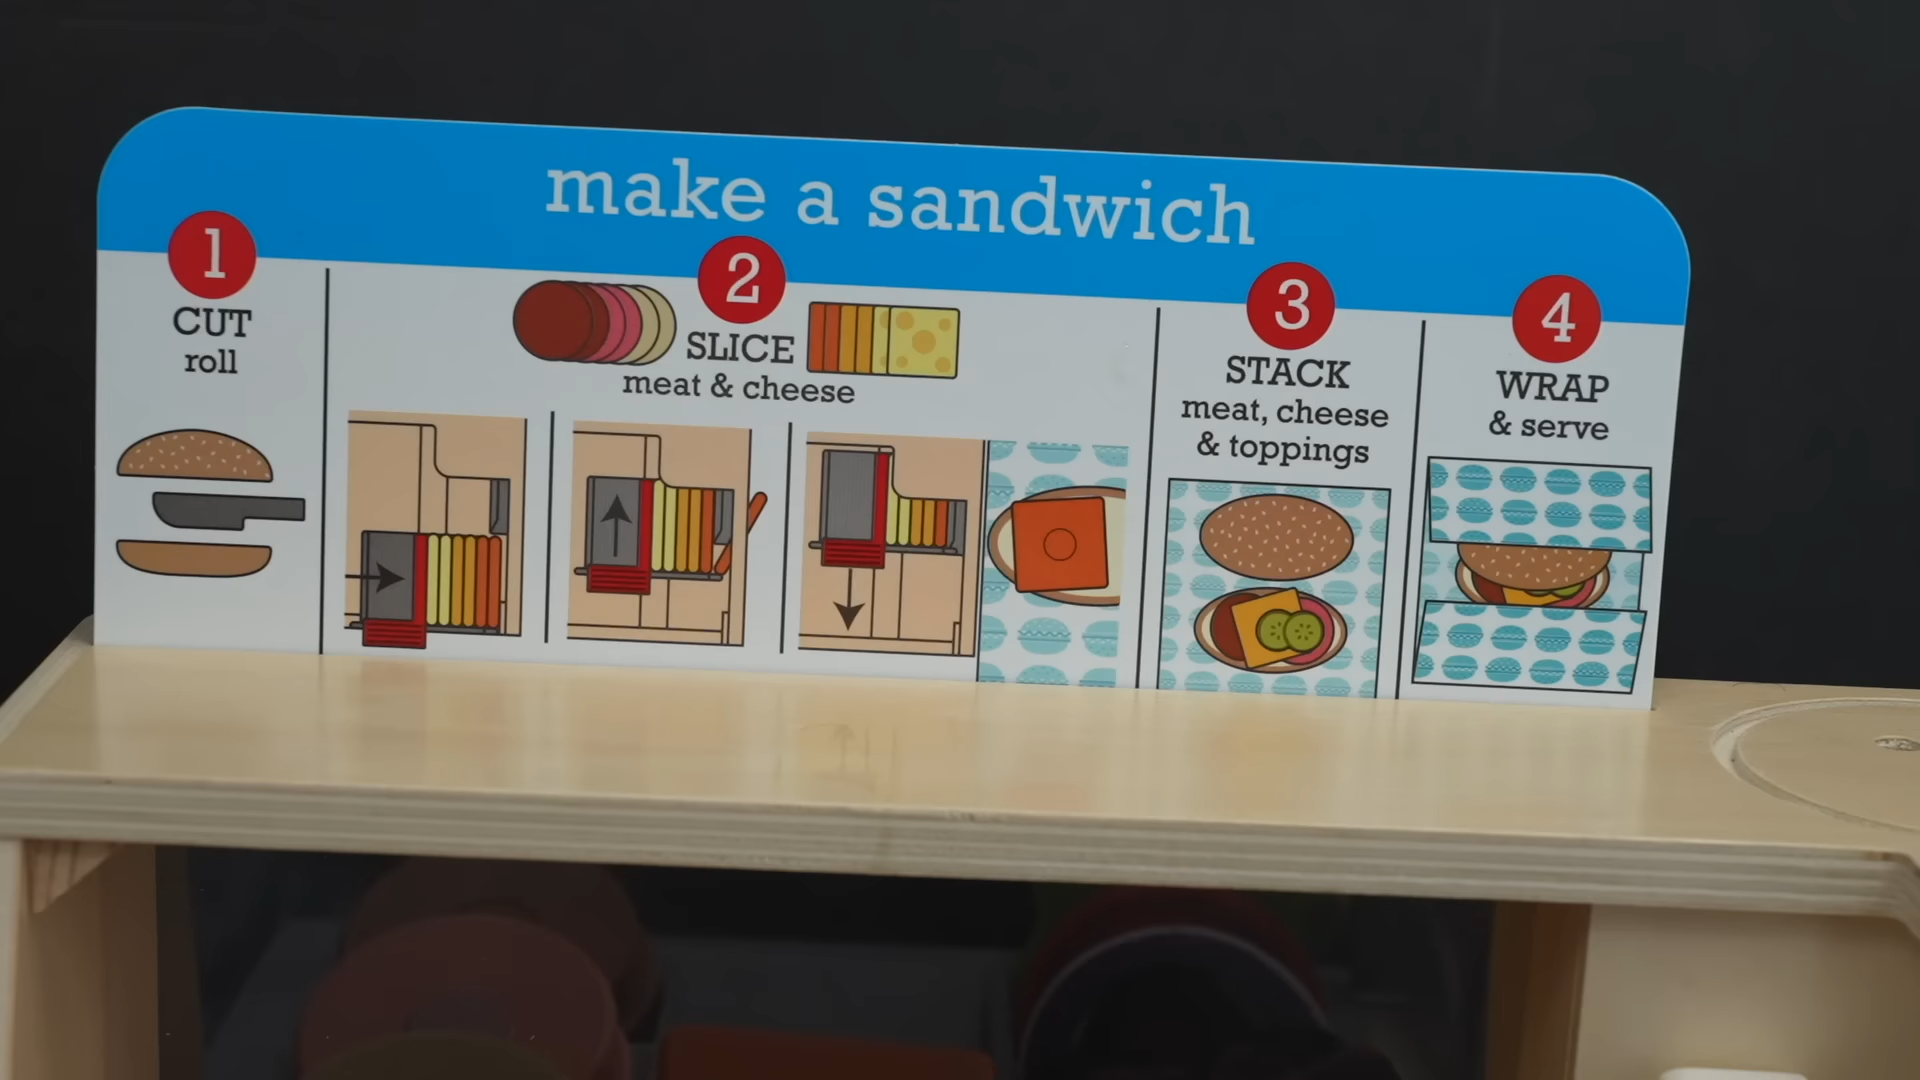 make a sandwich
1
CUT
roll
2
SLICE
meat & cheese
3
STACK
meat, cheese
& toppings
4
WRAP
& serve